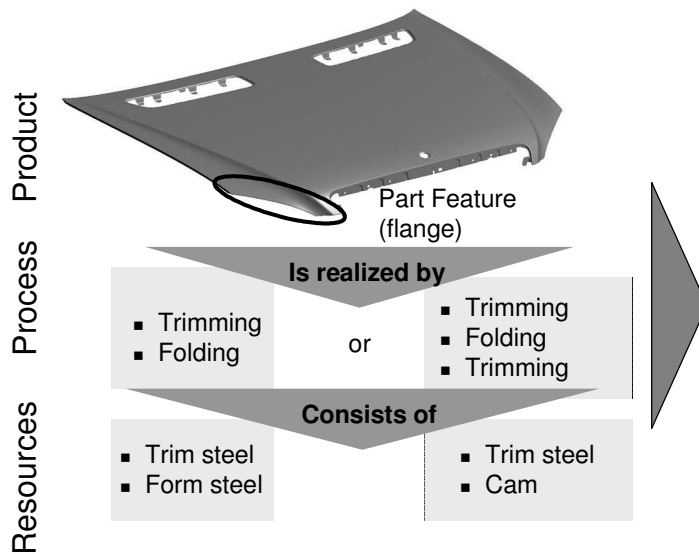 Product
Part Feature
(flange)
Is realized by
Process
▪ Trimming
▪ Folding
or
▪ Trimming
▪ Folding
▪ Trimming
Consists of
Resources
▪ Trim steel
▪ Form steel
▪ Trim steel
▪ Cam